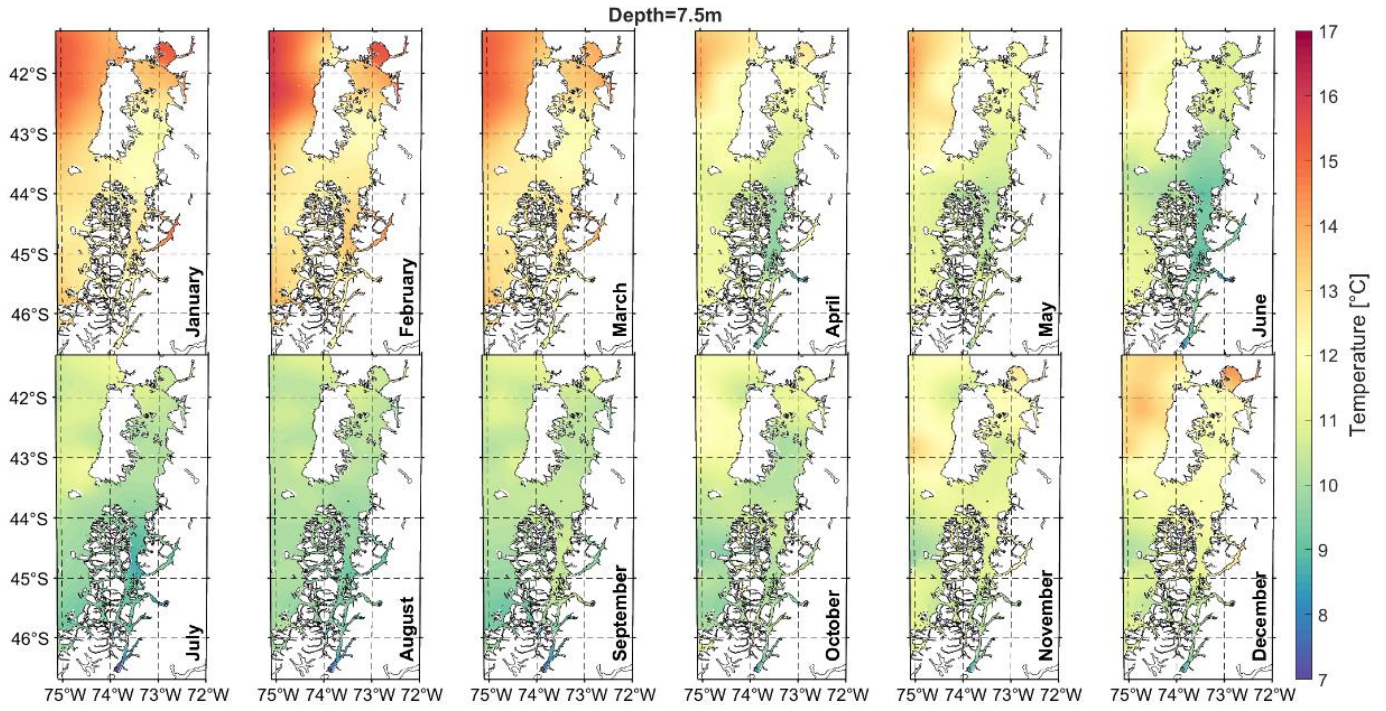 Depth=7.5m
42°S
43°S
44°S
45°S
46°S
January
February
March
April
May
June
42°S
43°S
44°S
45°S
46°S
July
August
September
October
November
December
75°W 74°W 73°W 72°W
75°W 74°W 73°W 72°W
75°W 74°W 73°W 72°W
75°W 74°W 73°W 72°W
75°W 74°W 73°W 72°W
75°W 74°W 73°W 72°W
17
16
15
14
13
12
11
10
9
8
7
Temperature [°C]